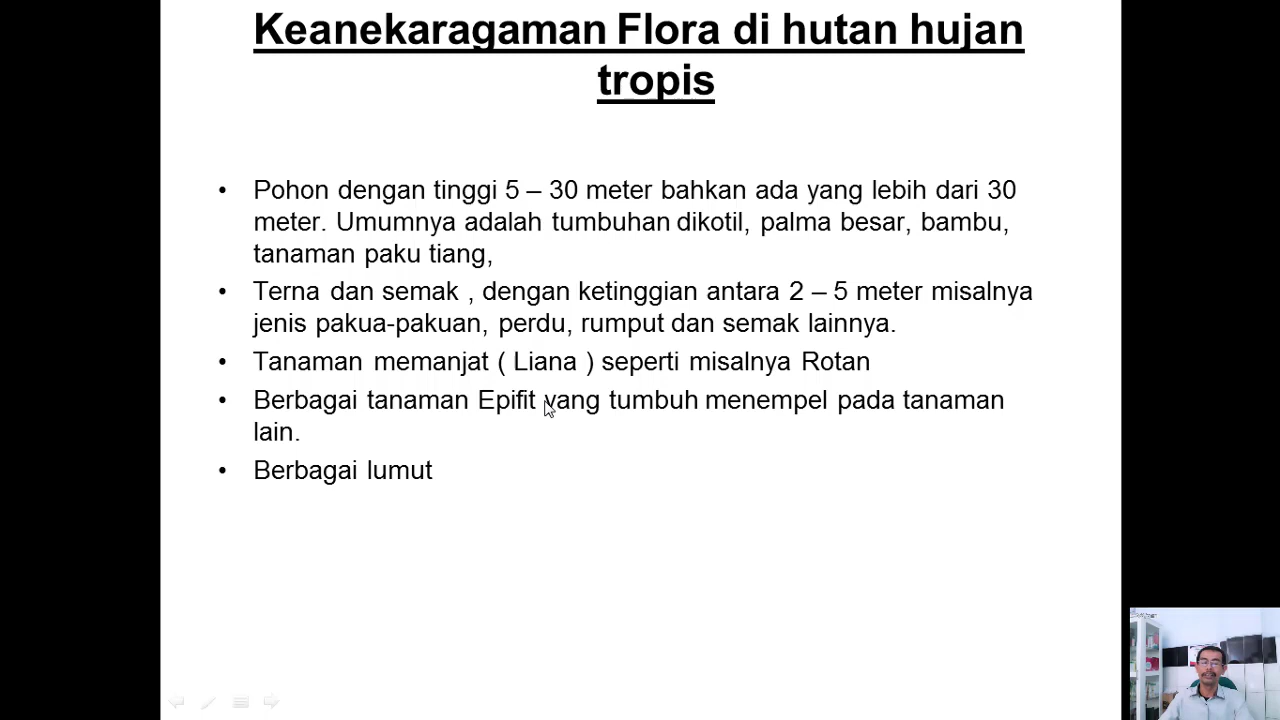 Keanekaragaman Flora di hutan hujan
tropis
• Pohon dengan tinggi 5 – 30 meter bahkan ada yang lebih dari 30
meter. Umumnya adalah tumbuhan dikotil, palma besar, bambu,
tanaman paku tiang,
• Terna dan semak , dengan ketinggian antara 2 – 5 meter misalnya
jenis pakua-pakuan, perdu, rumput dan semak lainnya.
• Tanaman memanjat ( Liana ) seperti misalnya Rotan
• Berbagai tanaman Epifit yang tumbuh menempel pada tanaman
lain.
• Berbagai lumut